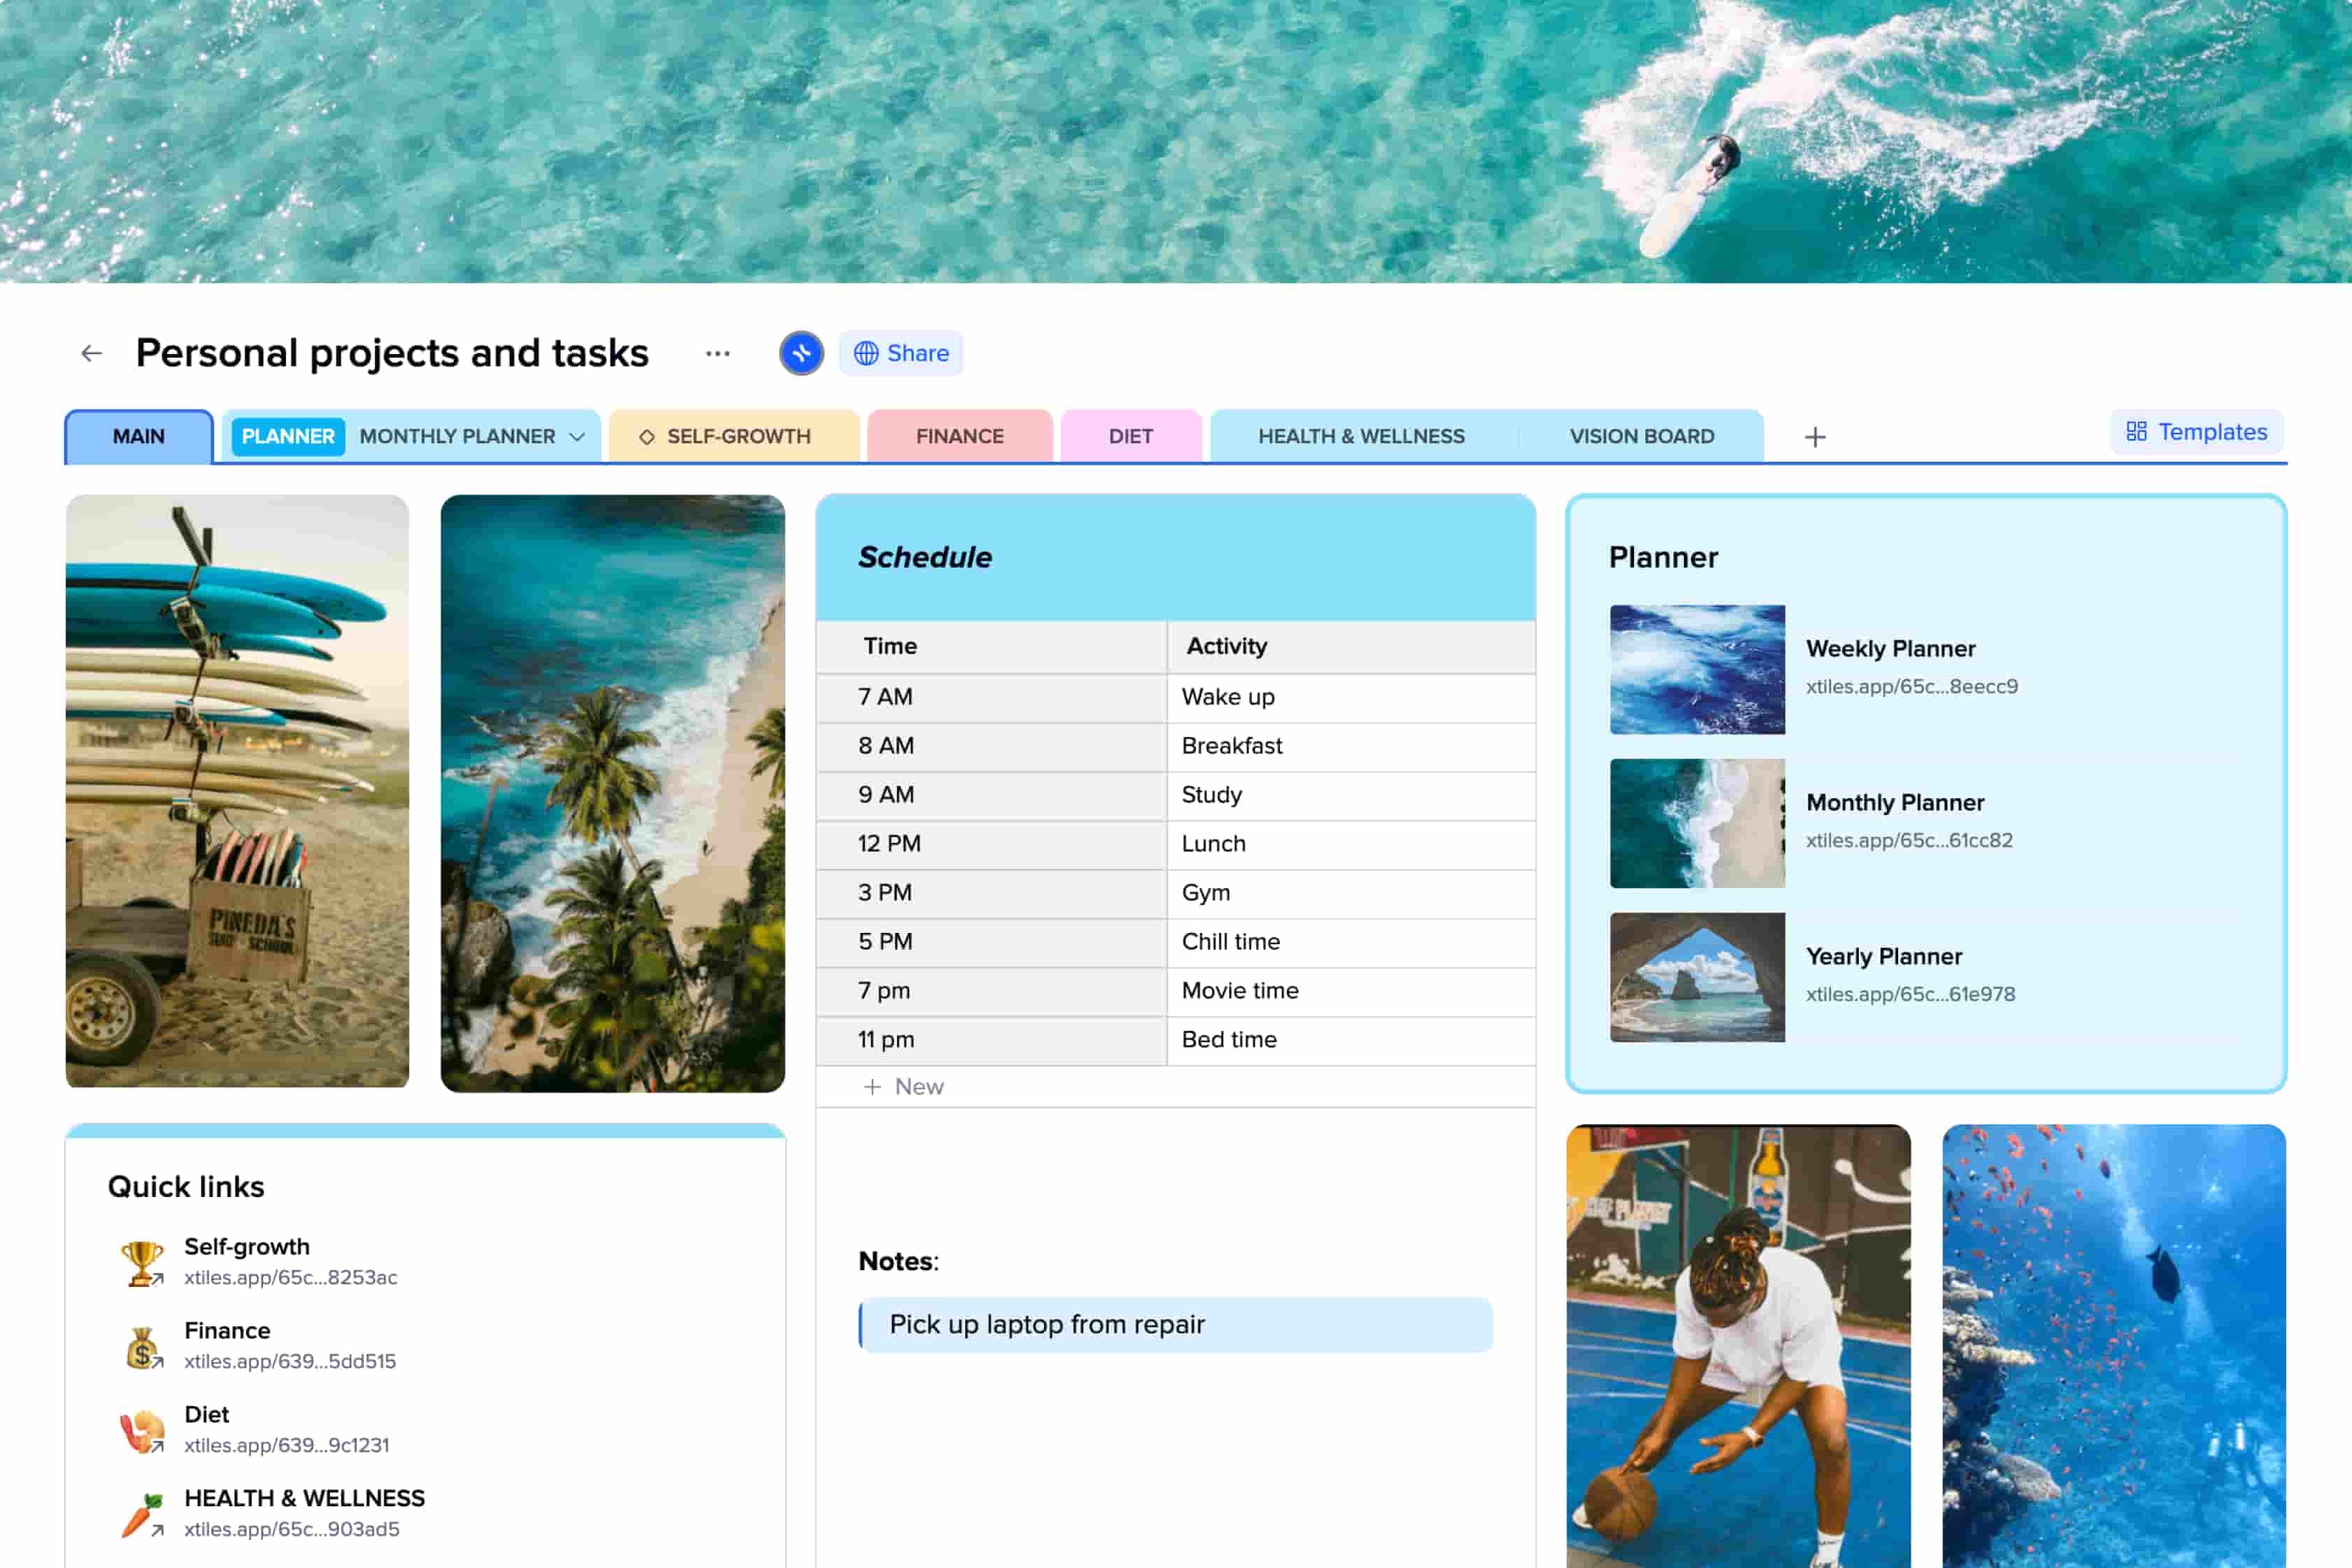 Personal projects and tasks
Share
MAIN
PLANNER MONTHLY PLANNER
SELF-GROWTH
FINANCE
DIET
HEALTH & WELLNESS
VISION BOARD
Templates
PINEDA'S
SURF SCHOOL
Schedule
Time Activity
7 AM Wake up
8 AM Breakfast
9 AM Study
12 PM Lunch
3 PM Gym
5 PM Chill time
7 pm Movie time
11 pm Bed time
New
Notes:
Pick up laptop from repair
Planner
Weekly Planner
xtiles.app/65c...8eecc9
Monthly Planner
xtiles.app/65c...61cc82
Yearly Planner
xtiles.app/65c...61e978
Quick links
Self-growth
xtiles.app/65c...8253ac
Finance
xtiles.app/639...5dd515
Diet
xtiles.app/639...9c1231
HEALTH & WELLNESS
xtiles.app/65c...903ad5